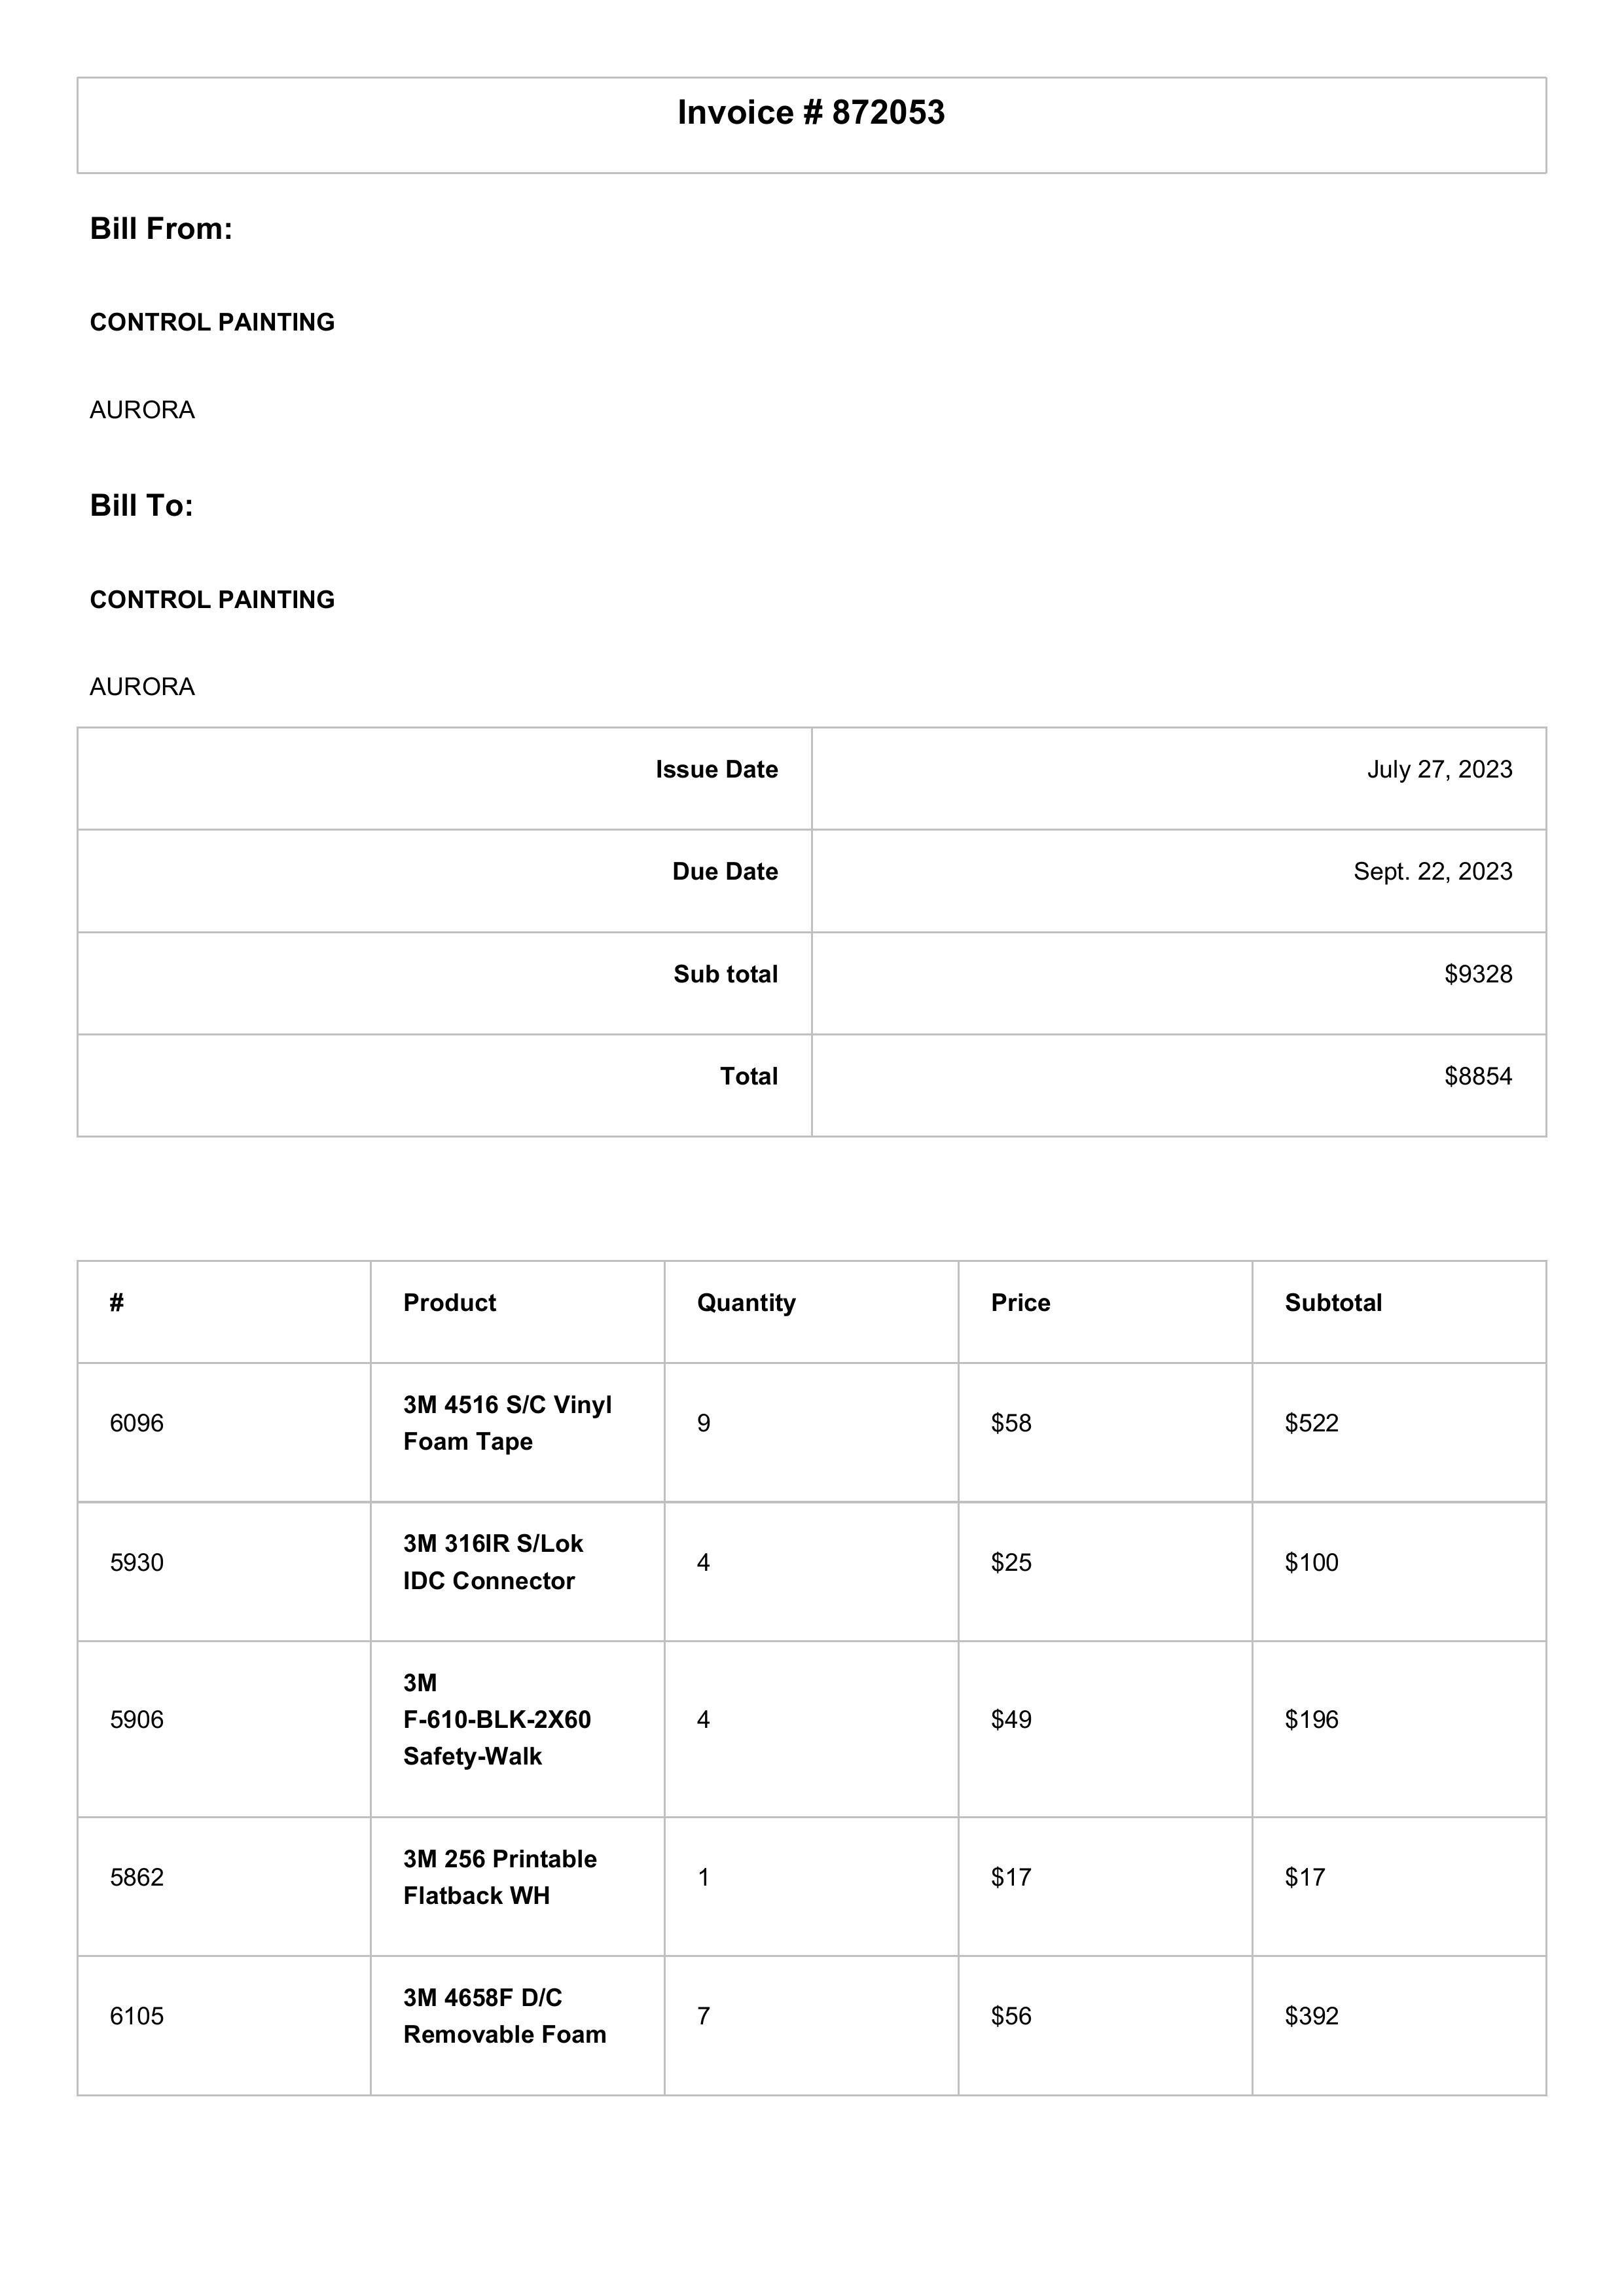 Invoice # 872053
Bill From:
CONTROL PAINTING
AURORA
Bill To:
CONTROL PAINTING
AURORA
Issue Date July 27, 2023
Due Date Sept. 22, 2023
Sub total $9328
Total $8854
# Product Quantity Price Subtotal
3M 4516 S/C Vinyl
6096 9 $58 $522
Foam Tape
3M 316IR S/Lok
5930 4 $25 $100
IDC Connector
3M
5906 F-610-BLK-2X60 4 $49 $196
Safety-Walk
3M 256 Printable
5862 1 $17 $17
Flatback WH
3M 4658F D/C
6105 7 $56 $392
Removable Foam